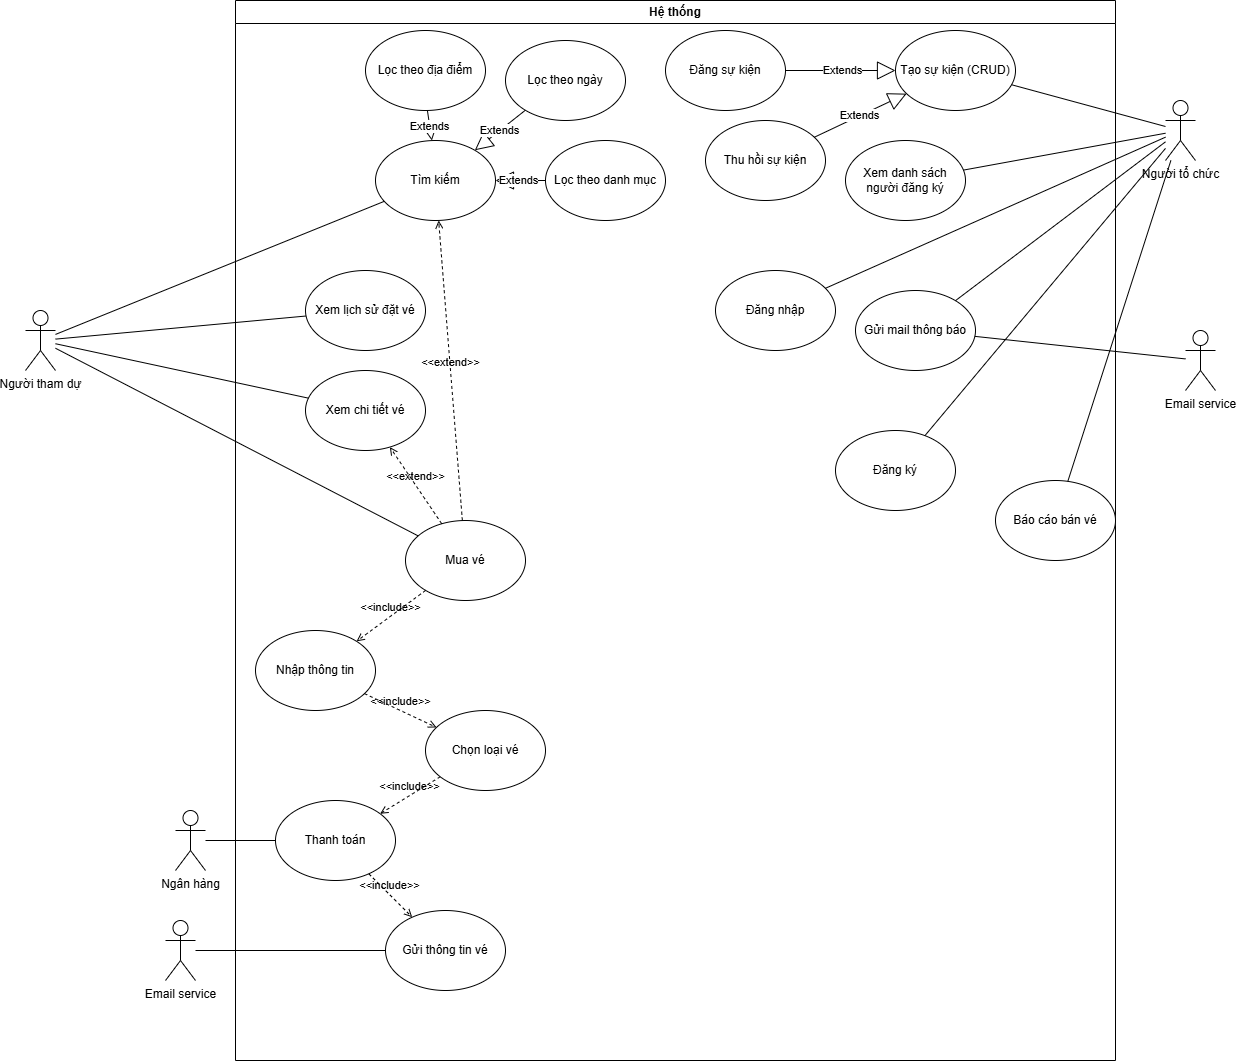 Hệ thống
Lọc theo địa điểm
Lọc theo ngày
Đăng sự kiện
Extends
Tạo sự kiện (CRUD)
Extends
Extends
Extends
Tìm kiếm
Extends
Lọc theo danh mục
Thu hồi sự kiện
Xem danh sách
người đăng ký
Người tổ chức
Xem lịch sử đặt vé
Đăng nhập
Gửi mail thông báo
<<extend>>
Người tham dự
Email service
Xem chi tiết vé
<<extend>>
Đăng ký
Báo cáo bán vé
Mua vé
<<include>>
Nhập thông tin
<<include>>
Chọn loại vé
<<include>>
Thanh toán
Ngân hàng
<<include>>
Gửi thông tin vé
Email service